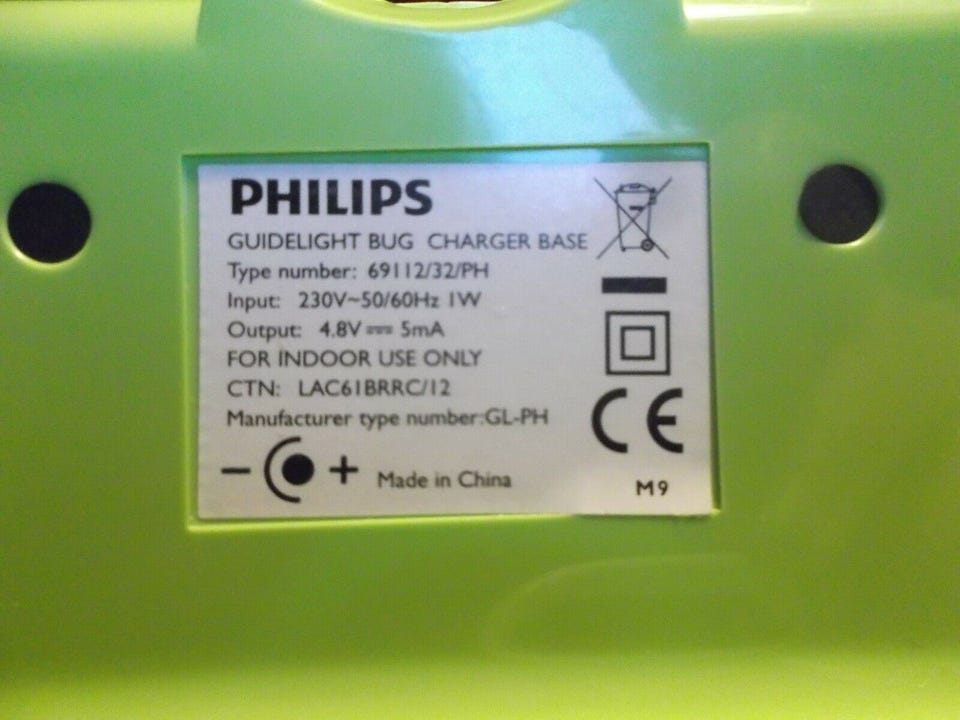 PHILIPS
GUIDELIGHT BUG CHARGER BASE
Type number: 69112/32/PH
Input: 230V~50/60Hz 1W
Output: 4.8V⎓5mA
FOR INDOOR USE ONLY
CTN: LAC61BRRC/12
Manufacturer type number:GL-PH
CE
− +
Made in China
M9